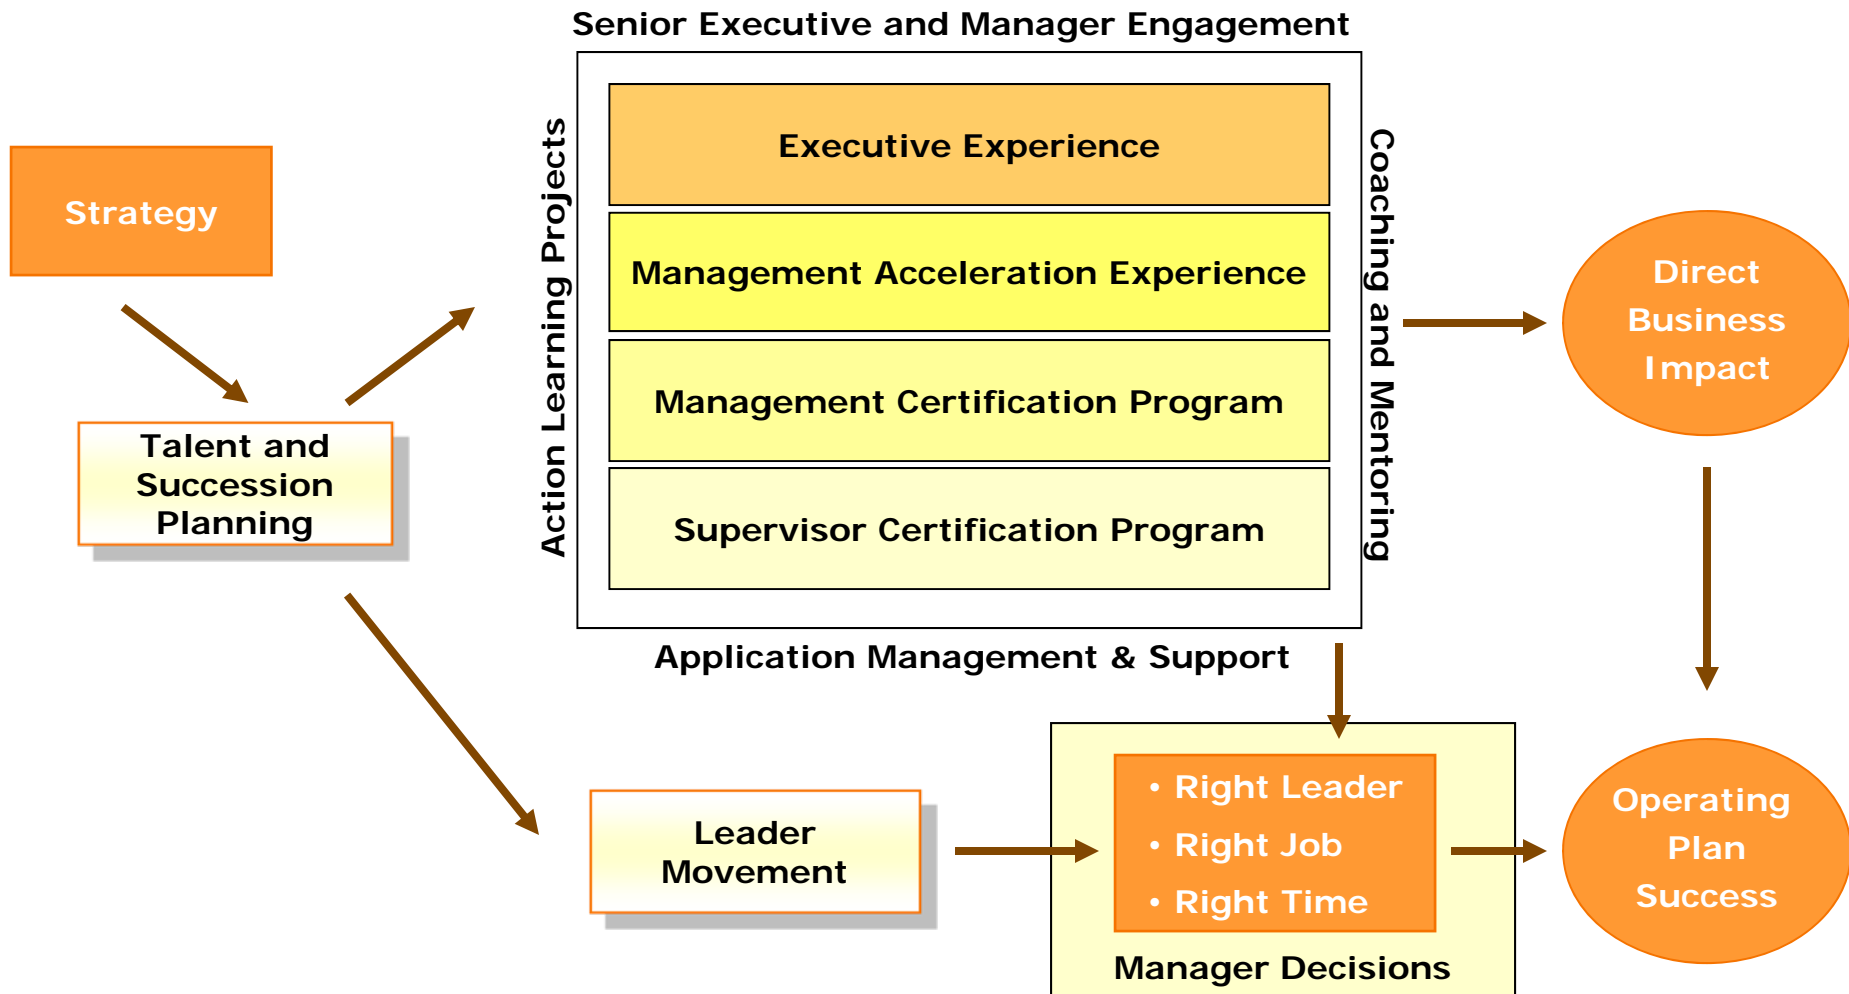 Senior Executive and Manager Engagement
Strategy
Talent and
Succession
Planning
Action Learning Projects
Executive Experience
Management Acceleration Experience
Management Certification Program
Supervisor Certification Program
Coaching and Mentoring
Application Management & Support
Direct
Business
Impact
Leader
Movement
• Right Leader
• Right Job
• Right Time
Manager Decisions
Operating
Plan
Success